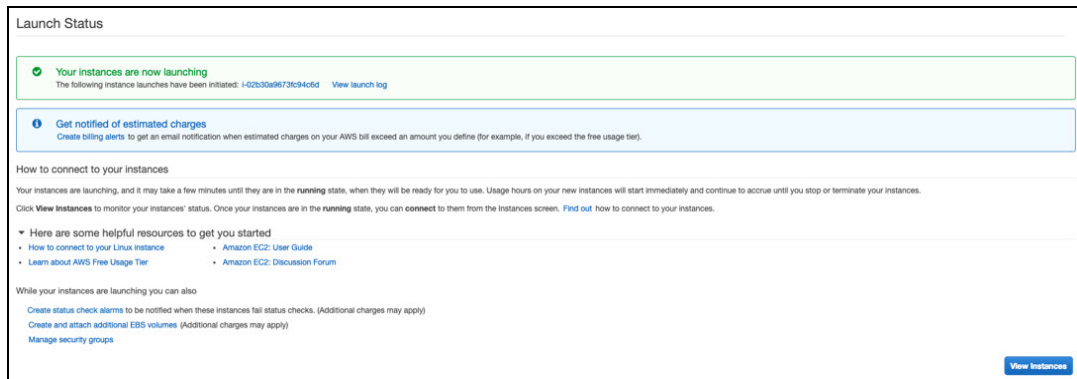 Launch Status
Your instances are now launching
The following instance launches have been initiated: i-02b30a9673fc94c6d View launch log
Get notified of estimated charges
Create billing alerts to get an email notification when estimated charges on your AWS bill exceed an amount you define (for example, if you exceed the free usage tier).
How to connect to your instances
Your instances are launching, and it may take a few minutes until they are in the running state, when they will be ready for you to use. Usage hours on your new instances will start immediately and continue to accrue until you stop or terminate your instances.
Click View Instances to monitor your instances' status. Once your instances are in the running state, you can connect to them from the Instances screen. Find out how to connect to your instances.
Here are some helpful resources to get you started
• How to connect to your Linux instance • Amazon EC2: User Guide
• Learn about AWS Free Usage Tier • Amazon EC2: Discussion Forum
While your instances are launching you can also
Create status check alarms to be notified when these instances fail status checks. (Additional charges may apply)
Create and attach additional EBS volumes (Additional charges may apply)
Manage security groups
View Instances